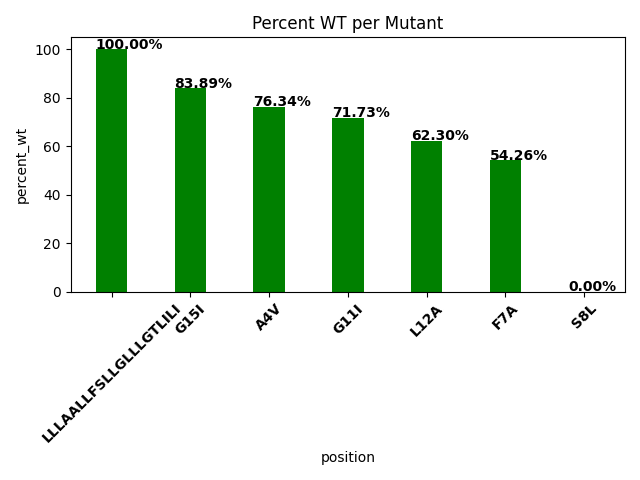 Percent WT per Mutant
percent_wt
100
80
60
40
20
0
100.00%
83.89%
76.34%
71.73%
62.30%
54.26%
0.00%
LLLAALLFSLLGLLLGTLILI
G15I
A4V
G11I
L12A
F7A
S8L
position